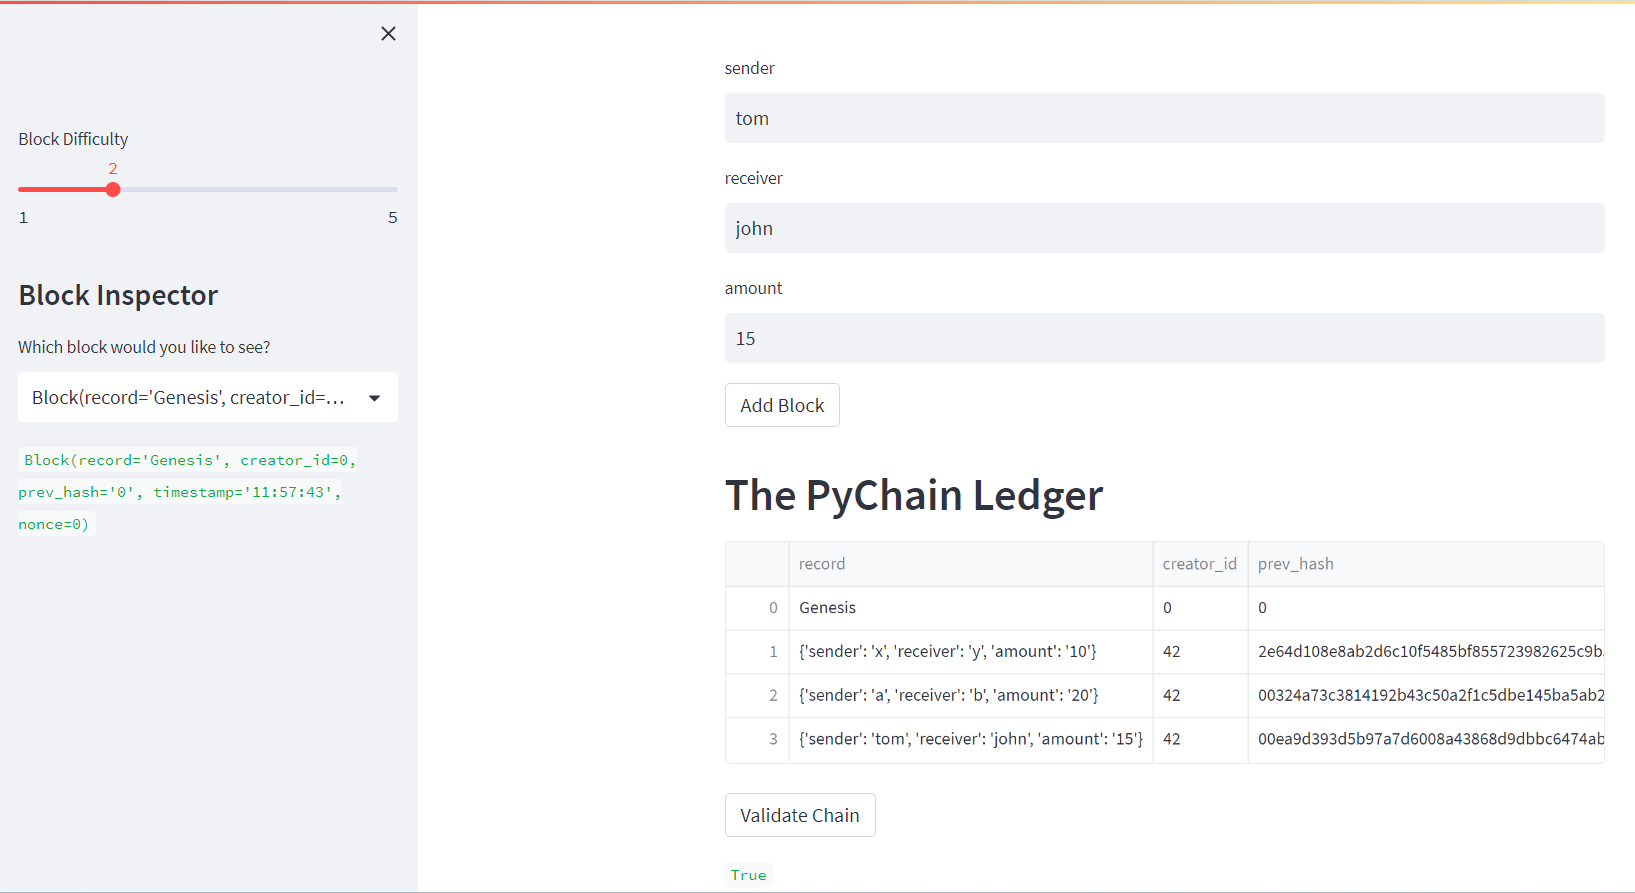 Block Difficulty
2
1 5
Block Inspector
Which block would you like to see?
Block(record='Genesis', creator_id=...
Block(record='Genesis', creator_id=0,
prev_hash='0', timestamp='11:57:43',
nonce=0)
sender
tom
receiver
john
amount
15
Add Block
The PyChain Ledger
record creator_id prev_hash
0 Genesis 0 0
1 {'sender': 'x', 'receiver': 'y', 'amount': '10'} 42 2e64d108e8ab2d6c10f5485bf855723982625c9b
2 {'sender': 'a', 'receiver': 'b', 'amount': '20'} 42 00324a73c3814192b43c50a2f1c5dbe145ba5ab2
3 {'sender': 'tom', 'receiver': 'john', 'amount': '15'} 42 00ea9d393d5b97a7d6008a43868d9dbbc6474ab
Validate Chain
True